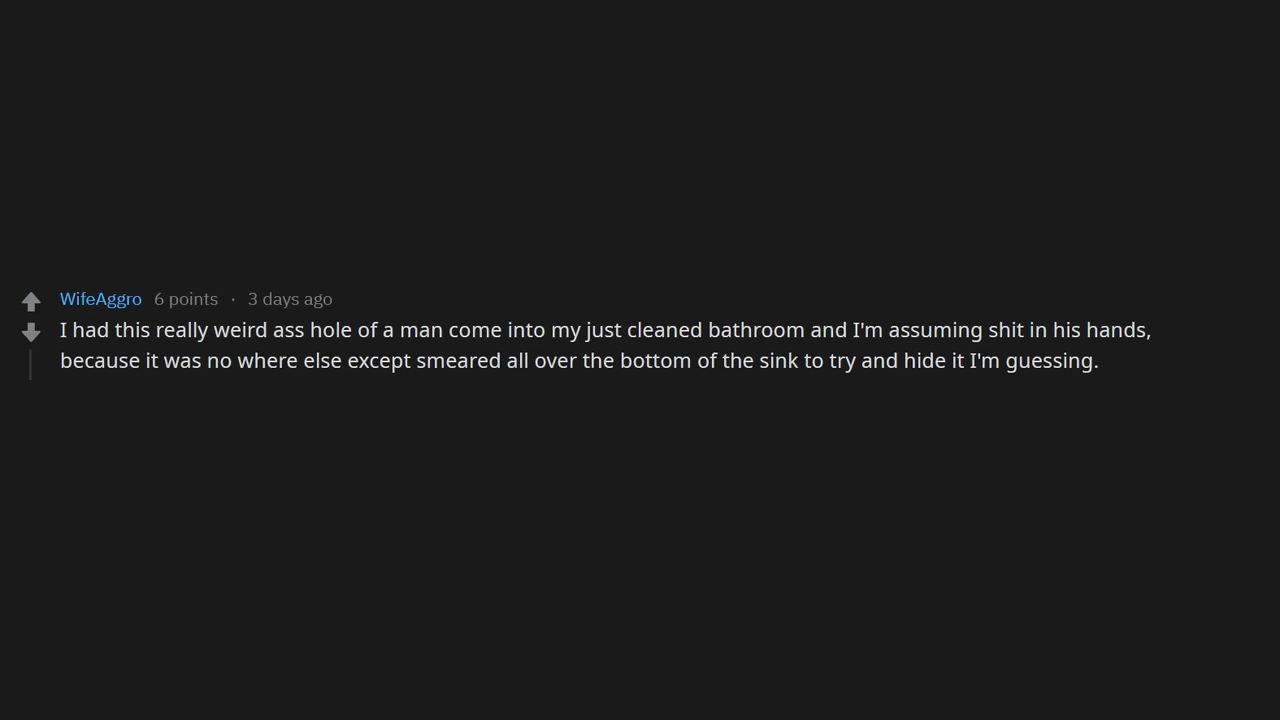 WifeAggro 6 points · 3 days ago
I had this really weird ass hole of a man come into my just cleaned bathroom and I'm assuming shit in his hands,
because it was no where else except smeared all over the bottom of the sink to try and hide it I'm guessing.